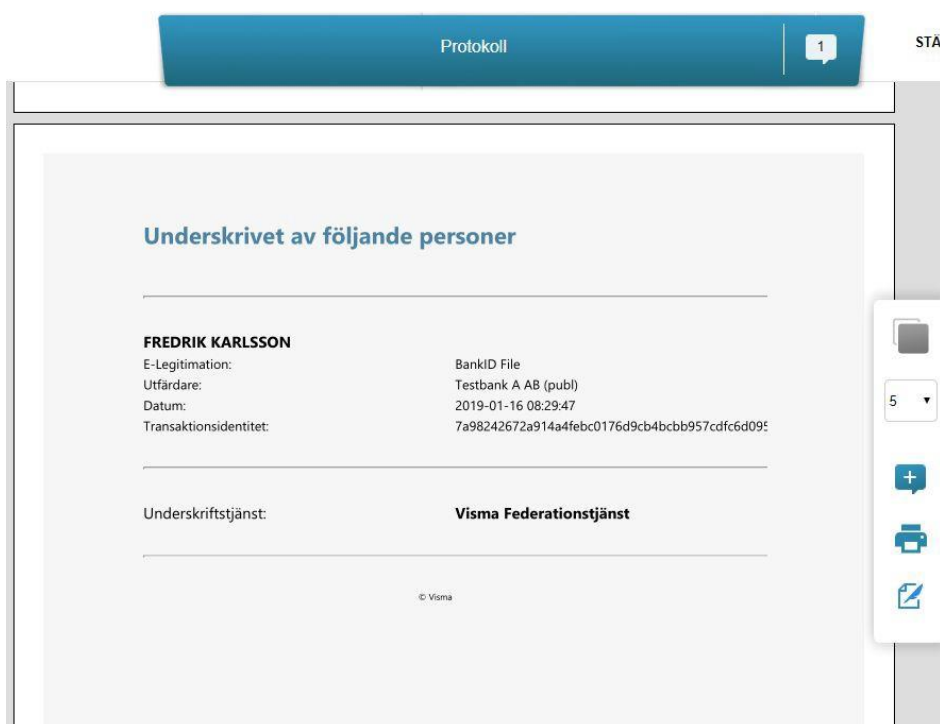 Protokoll
1
STÄ
Underskrivet av följande personer
FREDRIK KARLSSON
E-Legitimation: BankID File
Utfärdare: Testbank A AB (publ)
Datum: 2019-01-16 08:29:47
Transaktionsidentitet: 7a98242672a914a4febc0176d9cb4bcbb957cdfc6d095
5
Underskriftstjänst: Visma Federationstjänst
© Visma